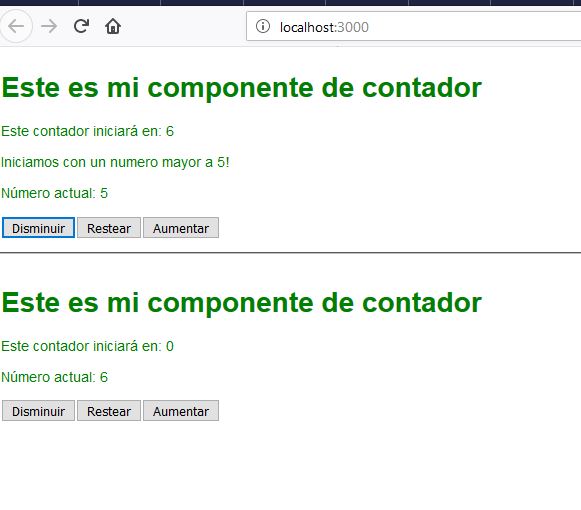 localhost:3000
Este es mi componente de contador
Este contador iniciará en: 6
Iniciamos con un numero mayor a 5!
Número actual: 5
Disminuir Restear Aumentar
Este es mi componente de contador
Este contador iniciará en: 0
Número actual: 6
Disminuir Restear Aumentar